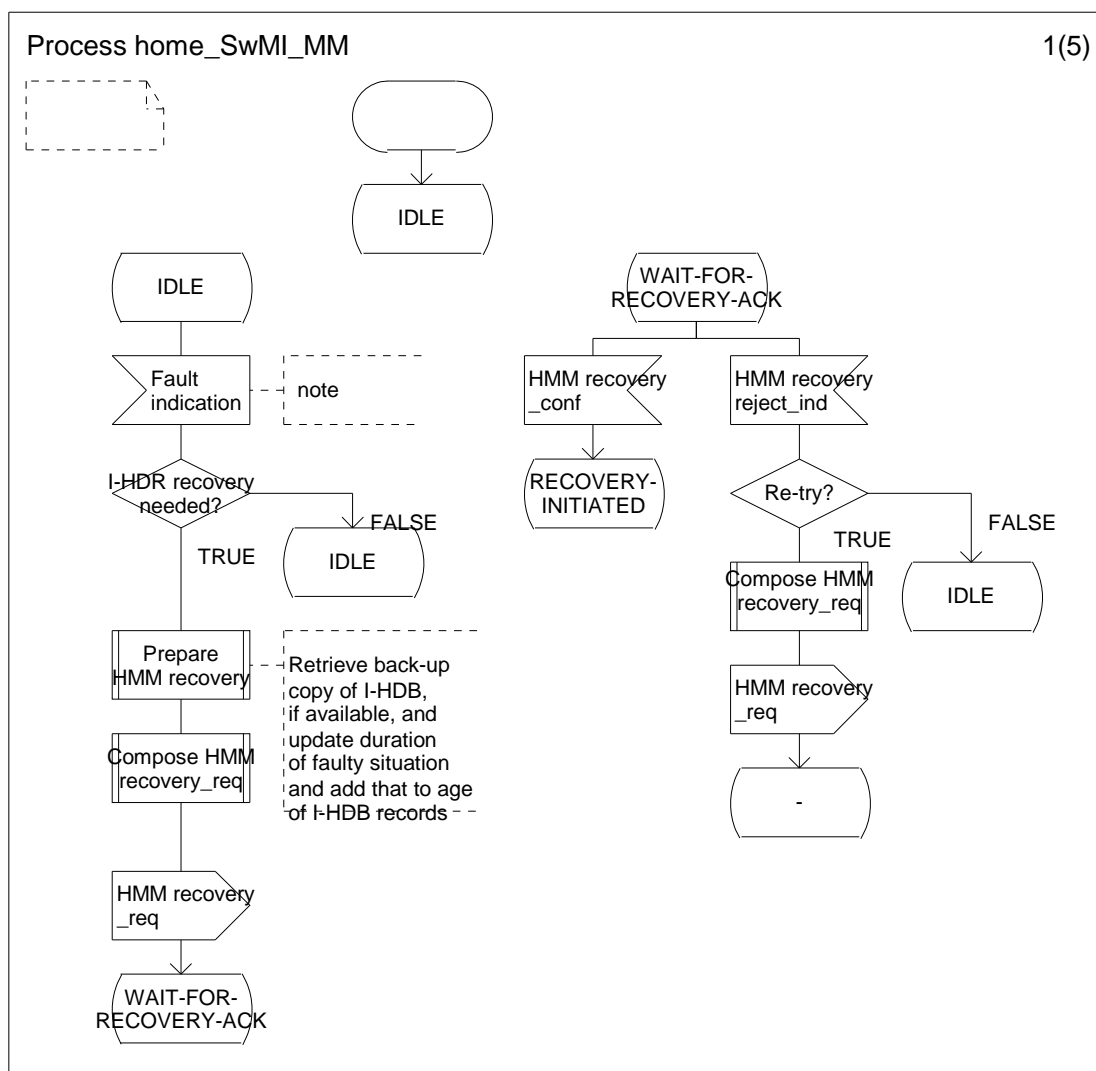 Process home_SwMI_MM
1(5)
IDLE
IDLE
Fault
indication
note
I-HDR recovery
needed?
FALSE
TRUE
IDLE
Prepare
HMM recovery
Retrieve back-up
copy of I-HDB,
if available, and
update duration
of faulty situation
and add that to age
of I-HDB records
Compose HMM
recovery_req
HMM recovery
_req
WAIT-FOR-
RECOVERY-ACK
WAIT-FOR-
RECOVERY-ACK
HMM recovery
_conf
RECOVERY-
INITIATED
HMM recovery
reject_ind
Re-try?
FALSE
TRUE
IDLE
Compose HMM
recovery_req
HMM recovery
_req
-